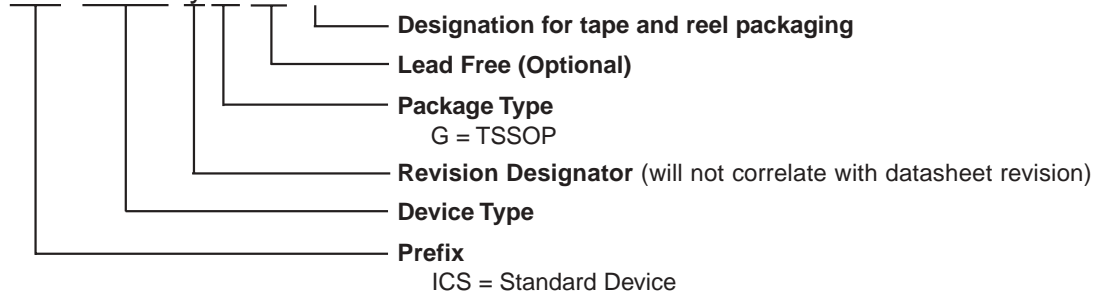 Designation for tape and reel packaging
Lead Free (Optional)
Package Type
G = TSSOP
Revision Designator (will not correlate with datasheet revision)
Device Type
Prefix
ICS = Standard Device